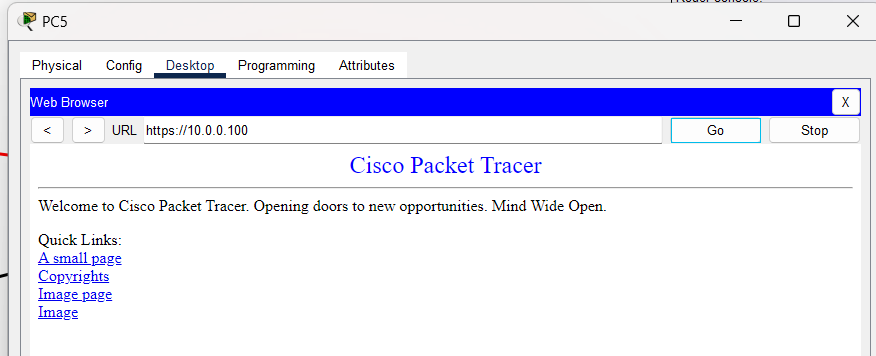 PC5
Physical Config Desktop Programming Attributes
Web Browser X
< > URL https://10.0.0.100 Go Stop
Cisco Packet Tracer
Welcome to Cisco Packet Tracer. Opening doors to new opportunities. Mind Wide Open.
Quick Links:
A small page
Copyrights
Image page
Image